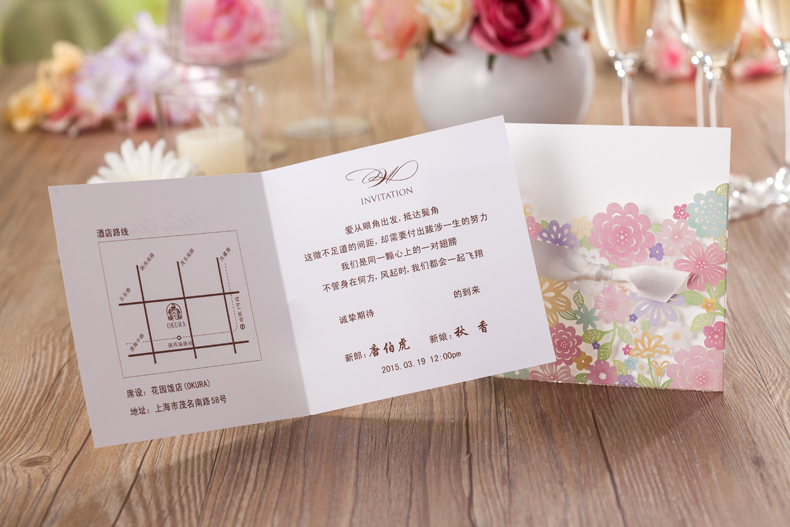 酒店路线
OKURA
席设：花园饭店(OKURA)
地址：上海市茂名南路58号
INVITATION
爱从眼角出发，抵达鬓角
这微不足道的间距，却需要付出跋涉一生的努力
我们是同一颗心上的一对翅膀
不管身在何方，风起时，我们都会一起飞翔
诚挚期待 的到来
新郎：唐伯虎 新娘：秋 香
2015.03.19 12:00pm